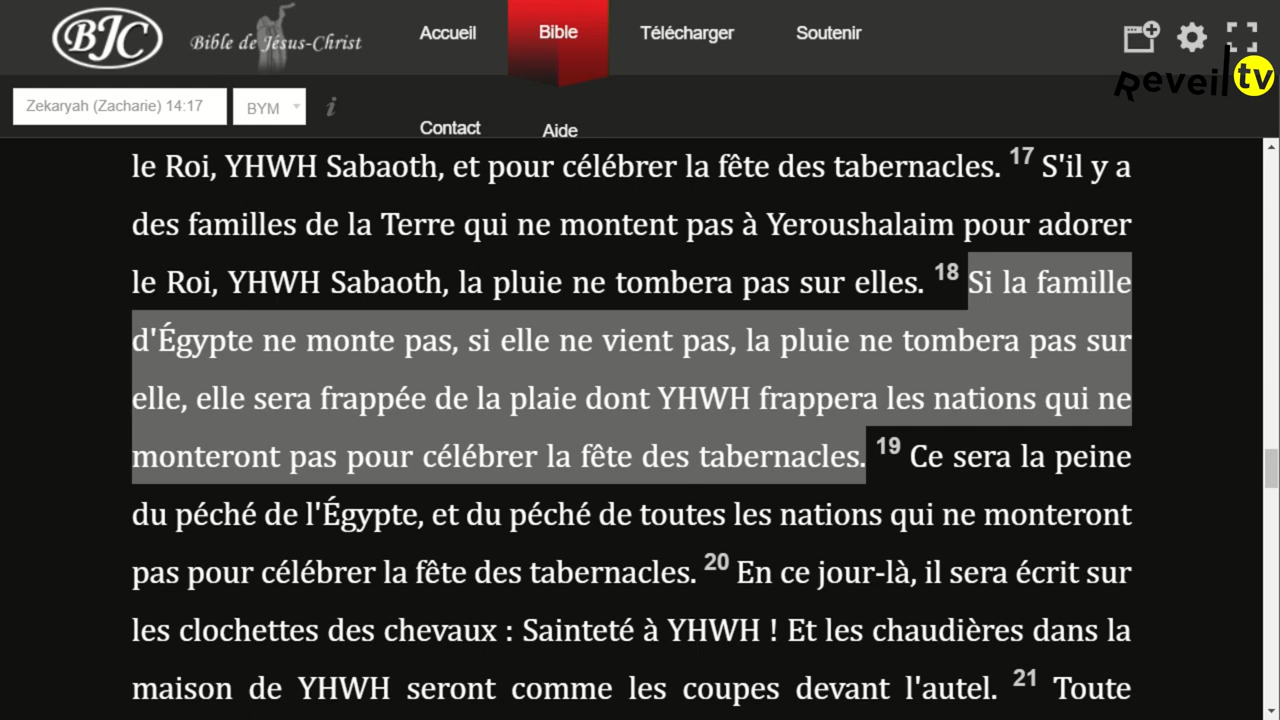 BJC Bible de Jésus-Christ Accueil Bible Télécharger Soutenir
Reveil tv
Zekaryah (Zacharie) 14:17 BYM i
Contact Aide
le Roi, YHWH Sabaoth, et pour célébrer la fête des tabernacles. 17 S'il y a
des familles de la Terre qui ne montent pas à Yeroushalaim pour adorer
le Roi, YHWH Sabaoth, la pluie ne tombera pas sur elles. 18 Si la famille
d'Égypte ne monte pas, si elle ne vient pas, la pluie ne tombera pas sur
elle, elle sera frappée de la plaie dont YHWH frappera les nations qui ne
monteront pas pour célébrer la fête des tabernacles. 19 Ce sera la peine
du péché de l'Égypte, et du péché de toutes les nations qui ne monteront
pas pour célébrer la fête des tabernacles. 20 En ce jour-là, il sera écrit sur
les clochettes des chevaux : Sainteté à YHWH ! Et les chaudières dans la
maison de YHWH seront comme les coupes devant l'autel. 21 Toute